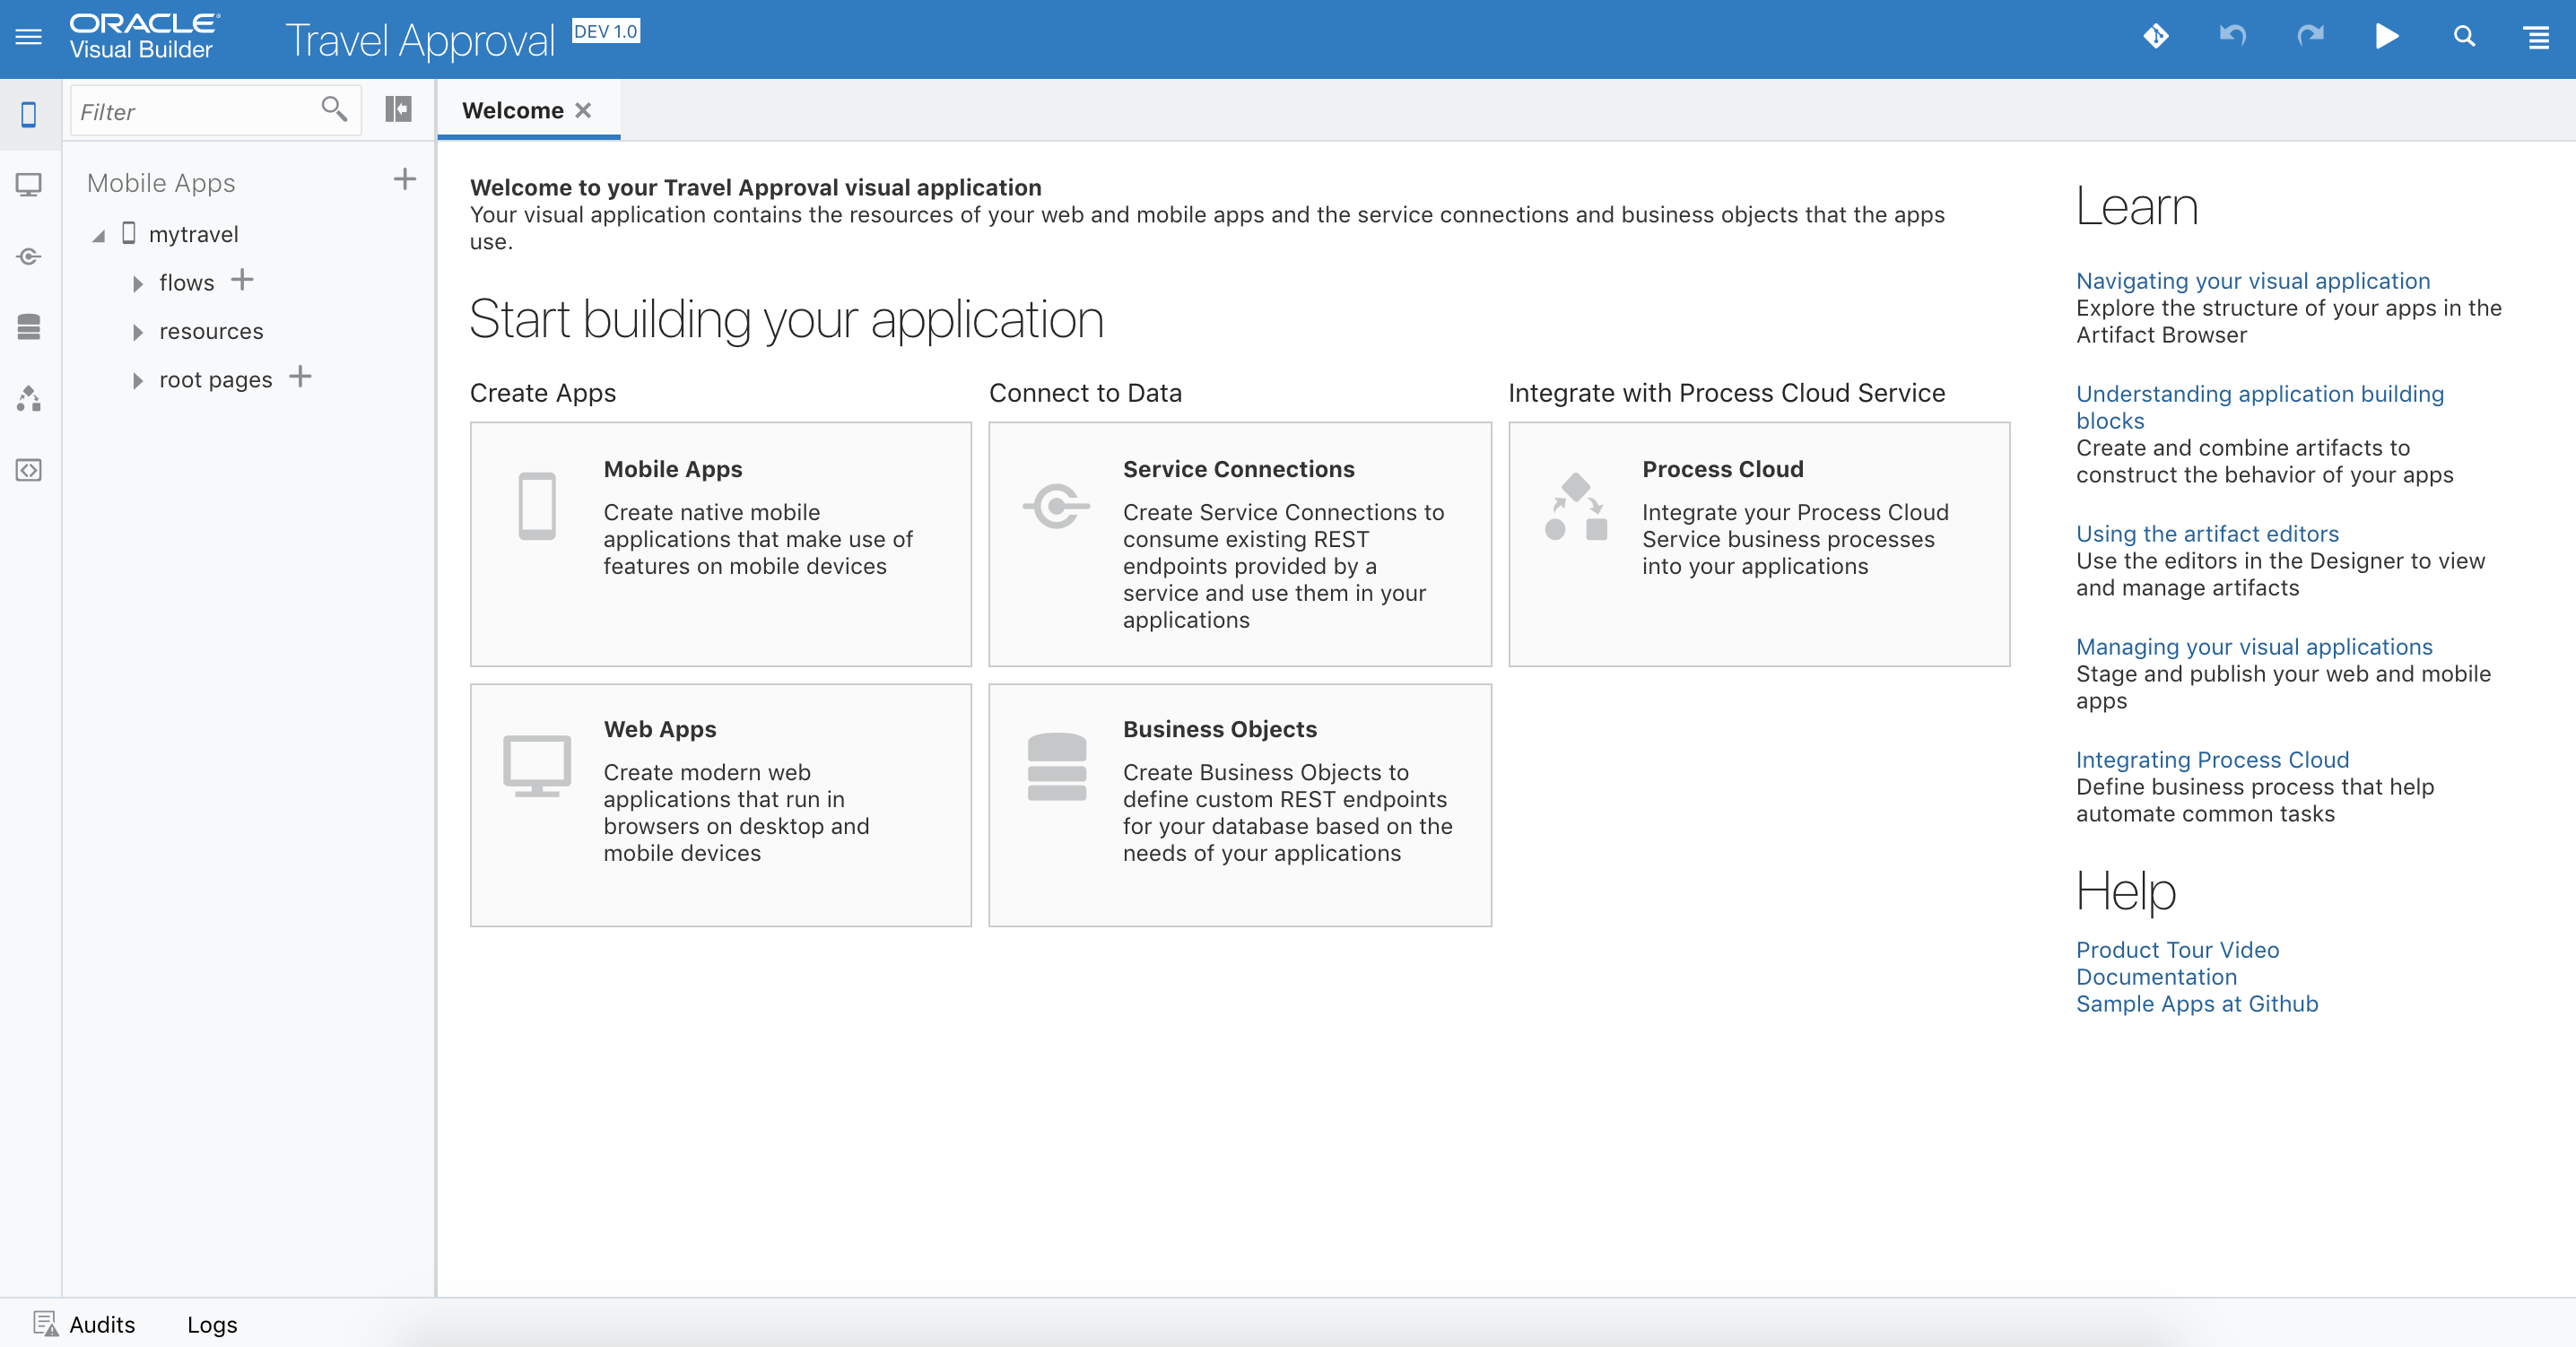 ORACLE
Visual Builder
Travel Approval
DEV 1.0
Filter
Welcome
Mobile Apps
mytravel
flows
resources
root pages
Welcome to your Travel Approval visual application
Your visual application contains the resources of your web and mobile apps and the service connections and business objects that the apps
use.
Start building your application
Create Apps
Mobile Apps
Create native mobile
applications that make use of
features on mobile devices
Web Apps
Create modern web
applications that run in
browsers on desktop and
mobile devices
Connect to Data
Service Connections
Create Service Connections to
consume existing REST
endpoints provided by a
service and use them in your
applications
Business Objects
Create Business Objects to
define custom REST endpoints
for your database based on the
needs of your applications
Integrate with Process Cloud Service
Process Cloud
Integrate your Process Cloud
Service business processes
into your applications
Learn
Navigating your visual application
Explore the structure of your apps in the
Artifact Browser
Understanding application building
blocks
Create and combine artifacts to
construct the behavior of your apps
Using the artifact editors
Use the editors in the Designer to view
and manage artifacts
Managing your visual applications
Stage and publish your web and mobile
apps
Integrating Process Cloud
Define business process that help
automate common tasks
Help
Product Tour Video
Documentation
Sample Apps at Github
Audits
Logs